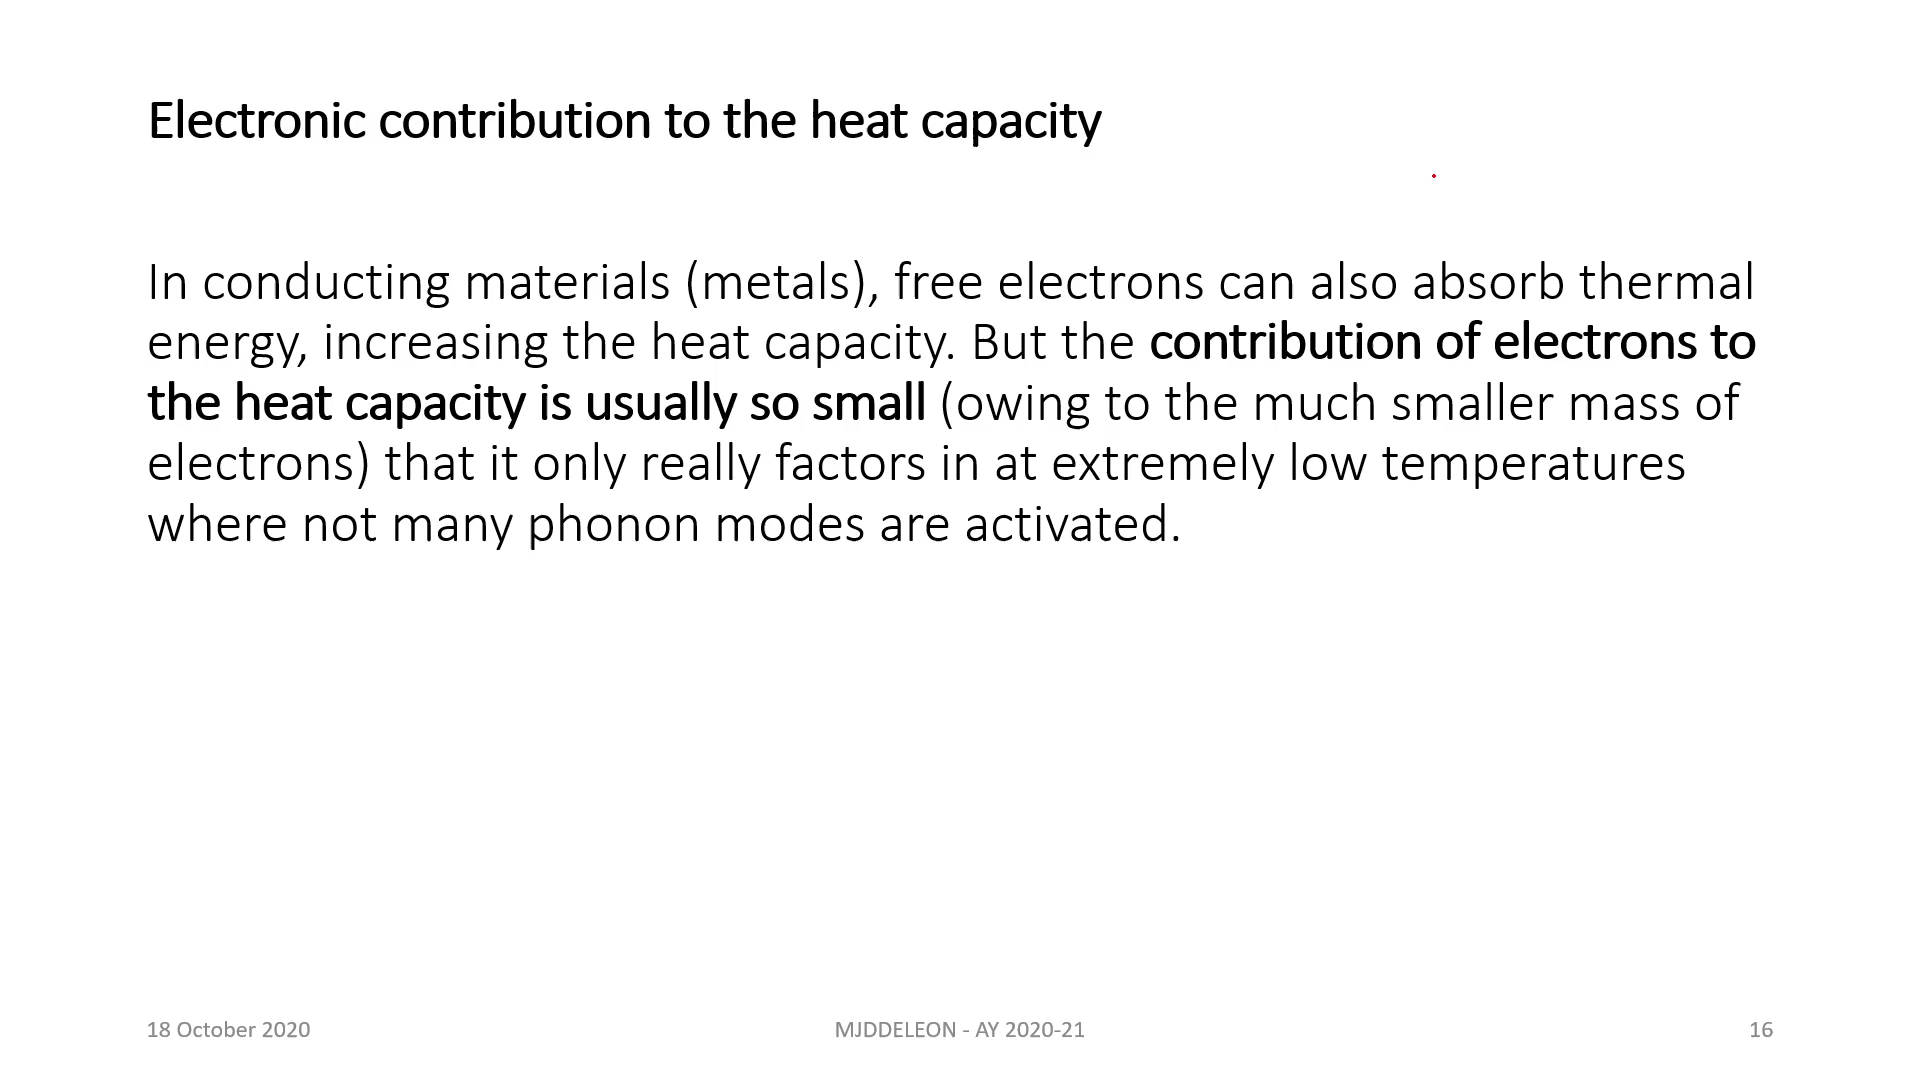 Electronic contribution to the heat capacity
In conducting materials (metals), free electrons can also absorb thermal
energy, increasing the heat capacity. But the contribution of electrons to
the heat capacity is usually so small (owing to the much smaller mass of
electrons) that it only really factors in at extremely low temperatures
where not many phonon modes are activated.
18 October 2020
MJDDELEON - AY 2020-21
16